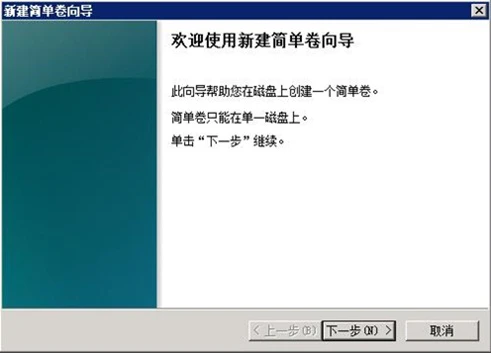 新建简单卷向导
欢迎使用新建简单卷向导
此向导帮助您在磁盘上创建一个简单卷。
简单卷只能在单一磁盘上。
单击“下一步”继续。
< 上一步(B) 下一步(N) > 取消